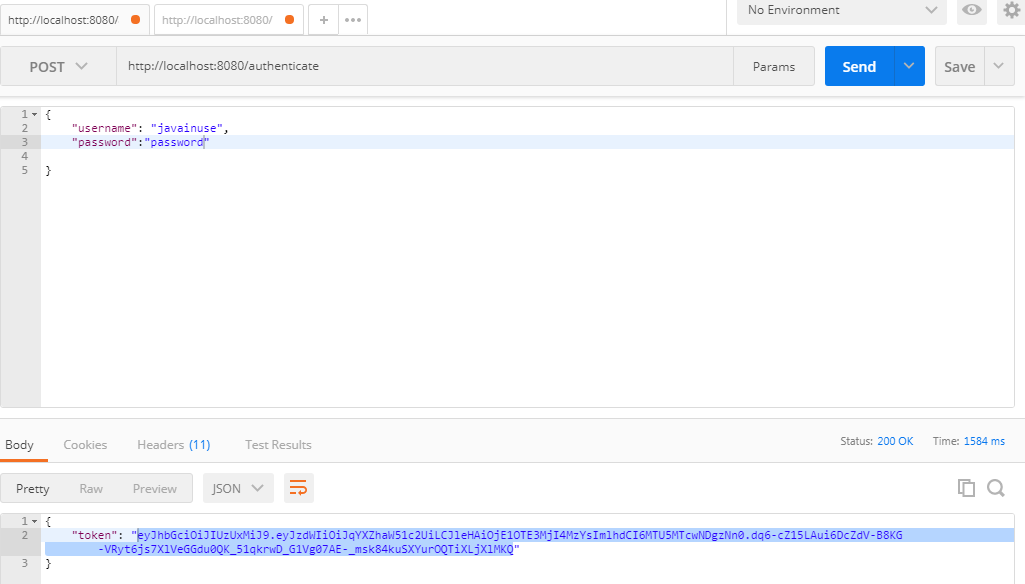 http://localhost:8080/ http://localhost:8080/ + ••• No Environment
POST http://localhost:8080/authenticate Params Send Save
1 {
2 "username": "javainuse",
3 "password":"password"
4
5 }
Body Cookies Headers (11) Test Results Status: 200 OK Time: 1584 ms
Pretty Raw Preview JSON
1 {
2 "token": "eyJhbGciOiJIUzUxMiJ9.eyJzdWIiOiJqYXZhaW51c2UiLCJleHAiOjE1OTE3MjI4MzYsImlhdCI6MTU5MTcwNDgzNn0.dq6-cZ15LAui6DcZdV-B8KG
-VRyt6js7X1VeGGdu0QK_51qkrwD_G1Vg07AE-_msk84kuSXYurOQTiXLjXlMKQ"
3 }